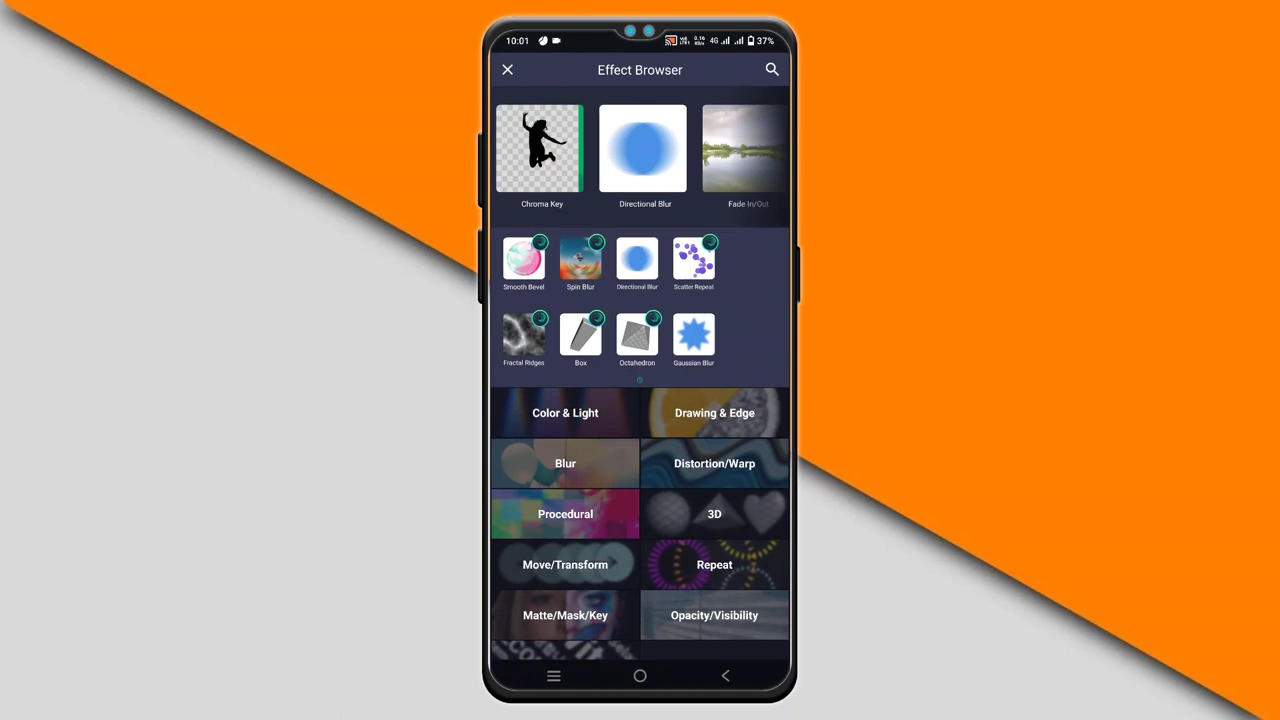 10:01 4G 37%
Effect Browser
Chroma Key Directional Blur Fade In/Out
Smooth Bevel Spin Blur Directional Blur Scatter Repeat
Fractal Ridges Box Octahedron Gaussian Blur
Color & Light Drawing & Edge
Blur Distortion/Warp
Procedural 3D
Move/Transform Repeat
Matte/Mask/Key Opacity/Visibility